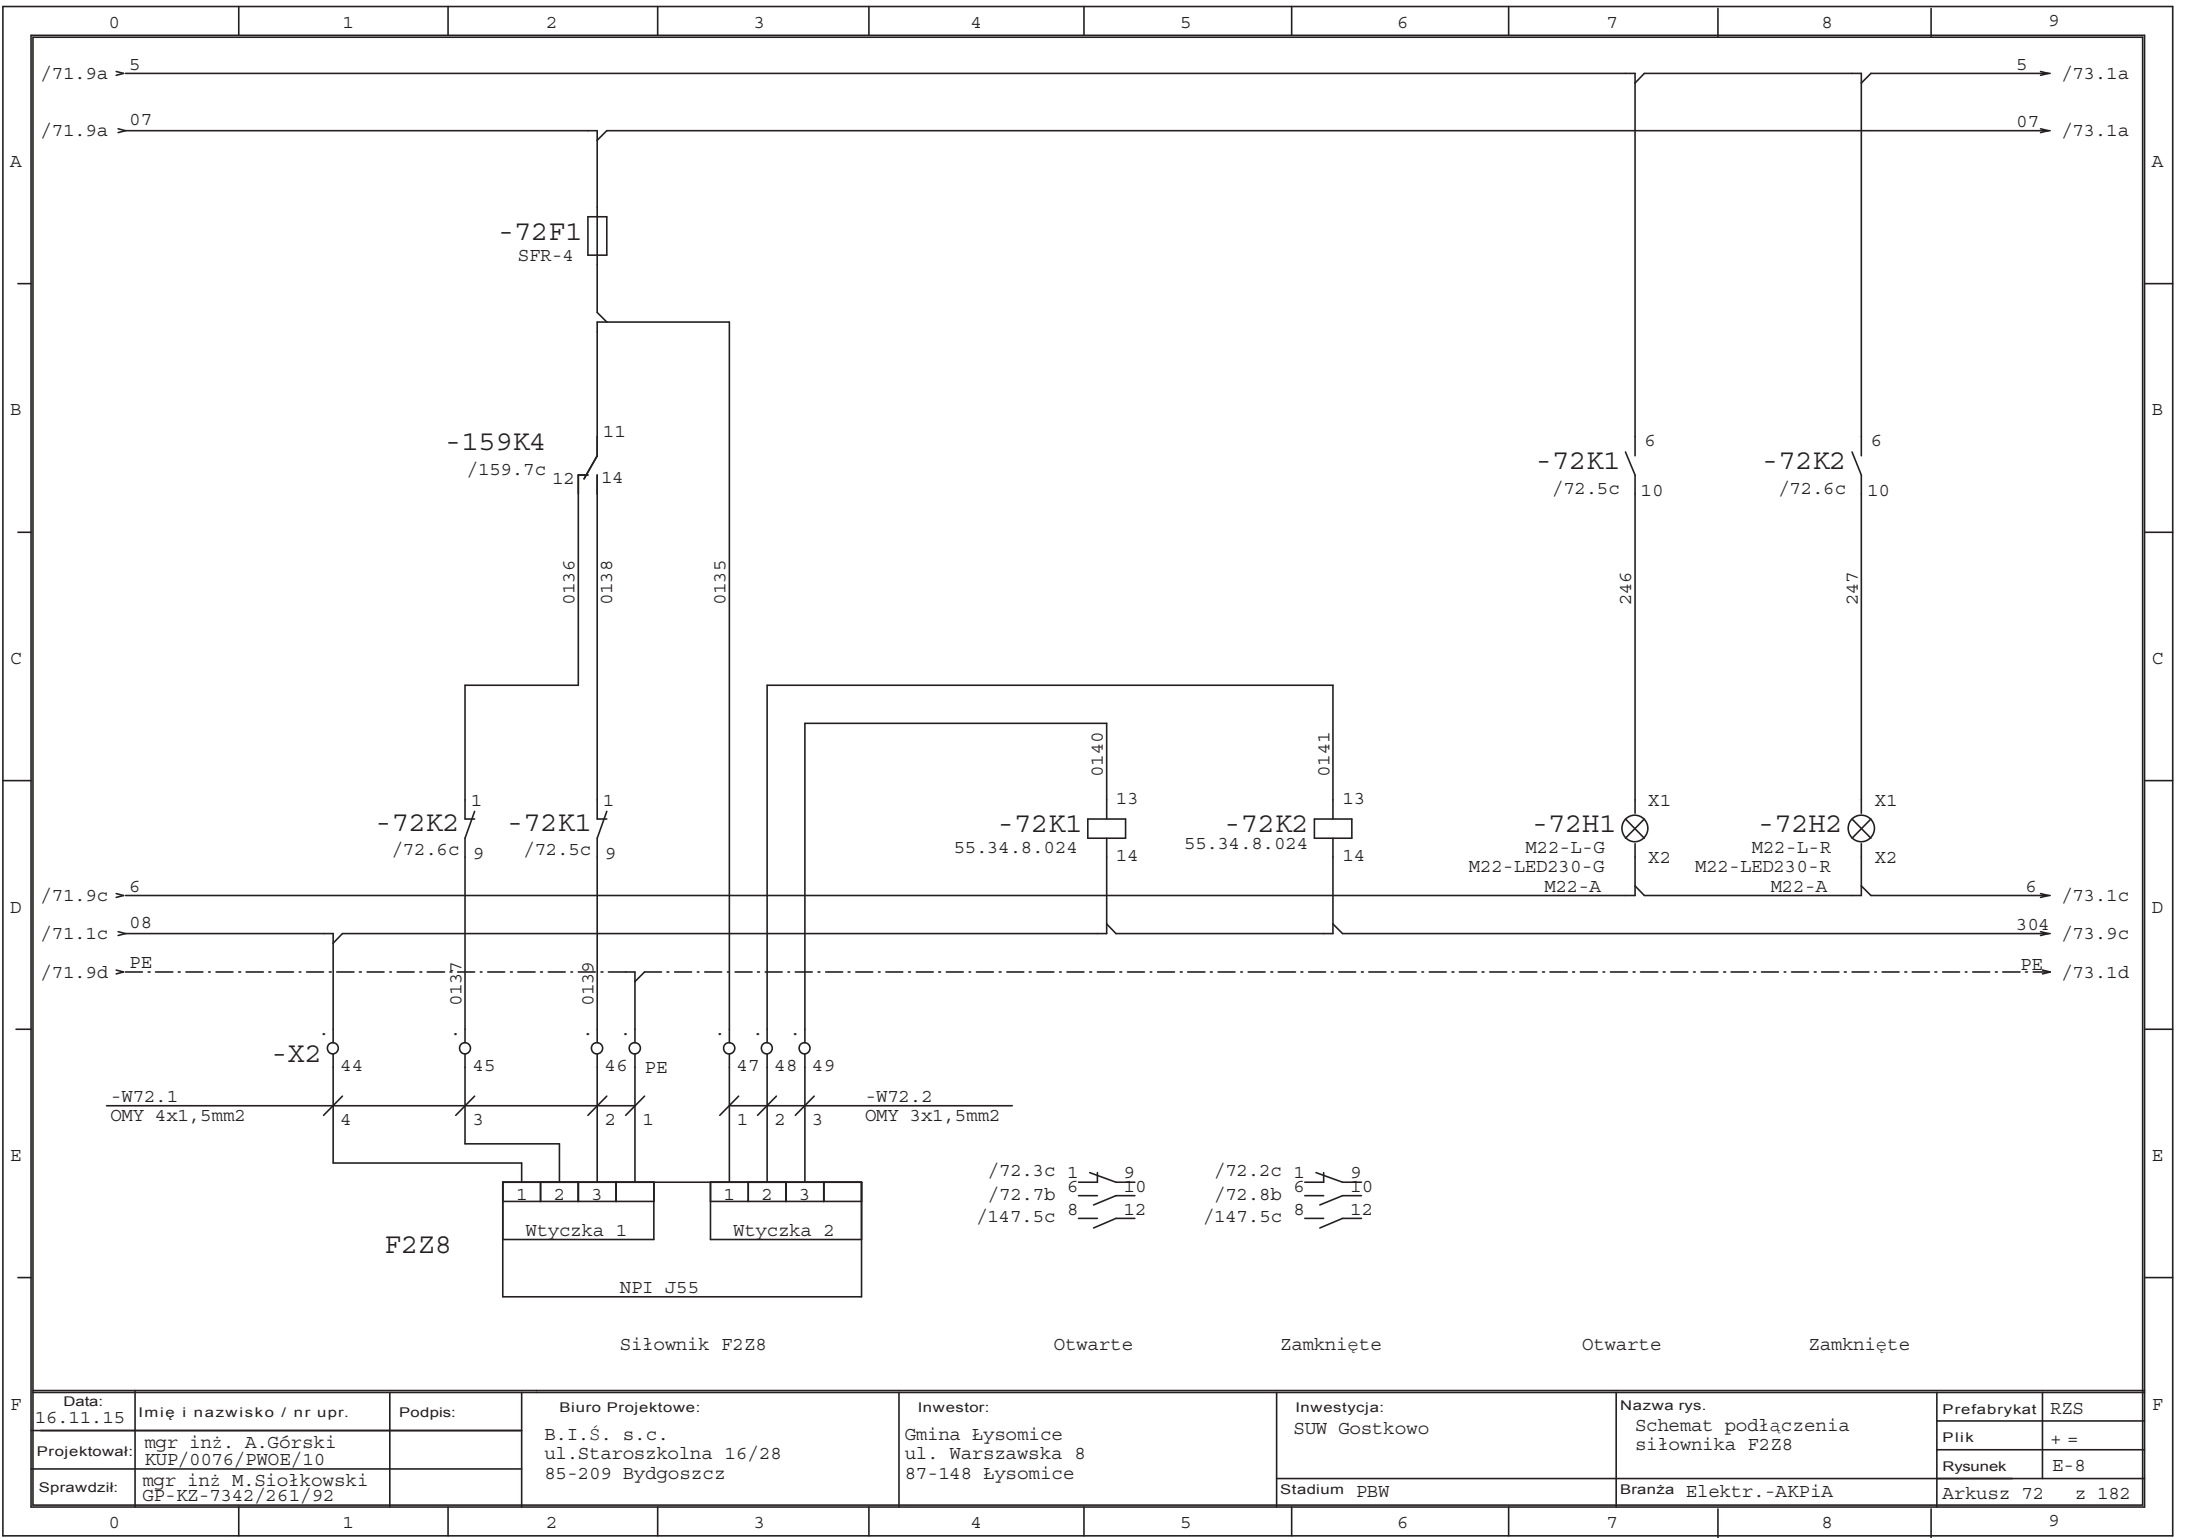 0 1 2 3 4 5 6 7 8 9
/71.9a 5 5 /73.1a
/71.9a 07 07 /73.1a
A A
-72F1
SFR-4
B B
-159K4 11
/159.7c 12 14
-72K1 6
/72.5c 10
-72K2 6
/72.6c 10
0136 0138 0135 246 247
C C
0140 0141
-72K2 1
/72.6c 9
-72K1 1
/72.5c 9
-72K1 13
55.34.8.024 14
-72K2 13
55.34.8.024 14
-72H1 X1
M22-L-G X2
M22-LED230-G
M22-A
-72H2 X1
M22-L-R X2
M22-LED230-R
M22-A
/71.9c 6 6 /73.1c
D D
/71.1c 08 304 /73.9c
/71.9d PE PE /73.1d
0137 0139
-X2 44 45 46 PE 47 48 49
-W72.1
OMY 4x1,5mm2
4 3 2 1 1 2 3
-W72.2
OMY 3x1,5mm2
E E
/72.3c 1 9
/72.7b 6 10
/147.5c 8 12
/72.2c 1 9
/72.8b 6 10
/147.5c 8 12
1 2 3 1 2 3
Wtyczka 1 Wtyczka 2
F2Z8
NPI J55
Siłownik F2Z8 Otwarte Zamknięte Otwarte Zamknięte
F F
Data:
16.11.15
Imię i nazwisko / nr upr.
Podpis:
Projektował:
mgr inż. A.Górski
KUP/0076/PWOE/10
Sprawdził:
mgr inż M.Siołkowski
GP-KZ-7342/261/92
Biuro Projektowe:
B.I.Ś. s.c.
ul.Staroszkolna 16/28
85-209 Bydgoszcz
Inwestor:
Gmina Łysomice
ul. Warszawska 8
87-148 Łysomice
Inwestycja:
SUW Gostkowo
Stadium PBW
Nazwa rys.
Schemat podłączenia
siłownika F2Z8
Branża Elektr.-AKPiA
Prefabrykat RZS
Plik + =
Rysunek E-8
Arkusz 72 z 182
0 1 2 3 4 5 6 7 8 9